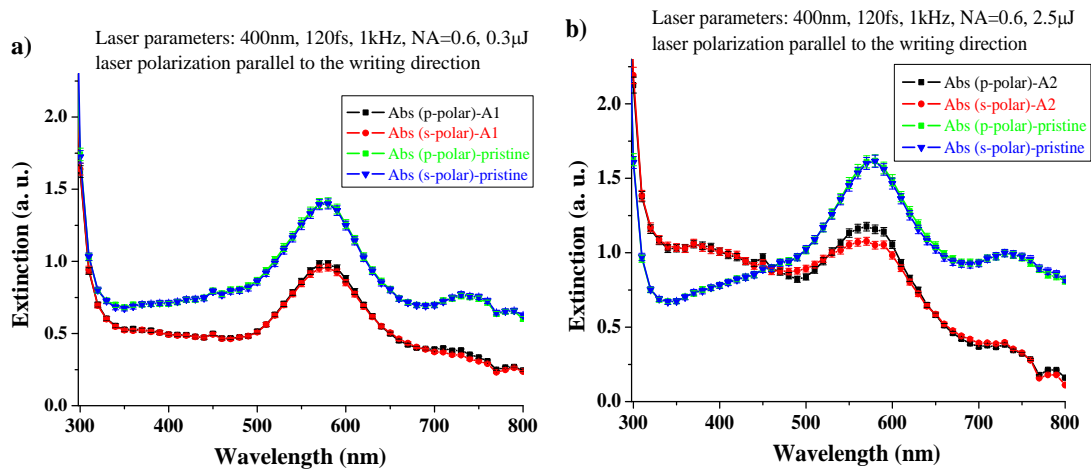 a)
Laser parameters: 400nm, 120fs, 1kHz, NA=0.6, 0.3μJ
laser polarization parallel to the writing direction
Abs (p-polar)-A1
Abs (s-polar)-A1
Abs (p-polar)-pristine
Abs (s-polar)-pristine
Extinction (a. u.)
2.0
1.5
1.0
0.5
0.0
300 400 500 600 700 800
Wavelength (nm)
b)
Laser parameters: 400nm, 120fs, 1kHz, NA=0.6, 2.5μJ
laser polarization parallel to the writing direction
Abs (p-polar)-A2
Abs (s-polar)-A2
Abs (p-polar)-pristine
Abs (s-polar)-pristine
Extinction (a. u.)
2.0
1.5
1.0
0.5
0.0
300 400 500 600 700 800
Wavelength (nm)